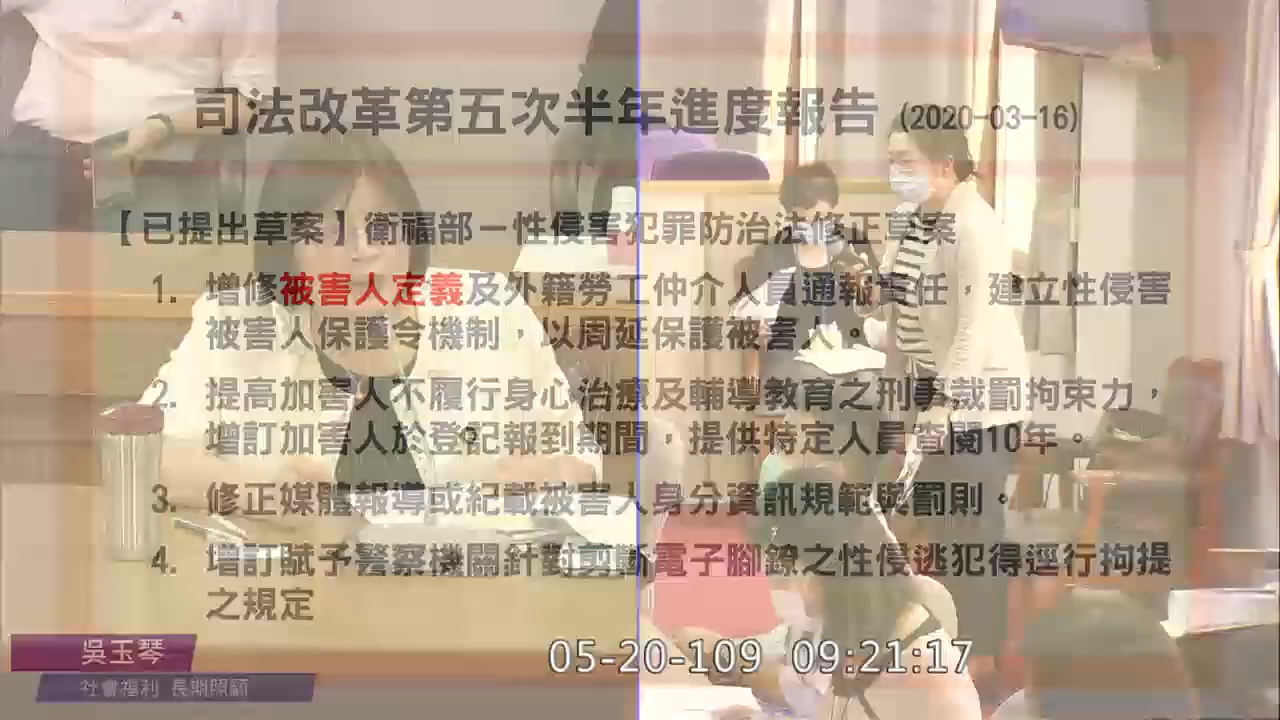 司法改革第五次半年進度報告 (2020-03-16)
【已提出草案】衛福部－性侵害犯罪防治法修正草案
1. 增修被害人定義及外籍勞工仲介人員通報責任，建立性侵害
被害人保護令機制，以周延保護被害人。
2. 提高加害人不履行身心治療及輔導教育之刑事裁罰拘束力，
增訂加害人於登記報到期間，提供特定人員查閱10年。
3. 修正媒體報導或紀載被害人身分資訊規範與罰則。
4. 增訂賦予警察機關針對剪斷電子腳鐐之性侵逃犯得逕行拘提
之規定
吳玉琴
社會福利 長期照顧
05-20-109 09:21:17